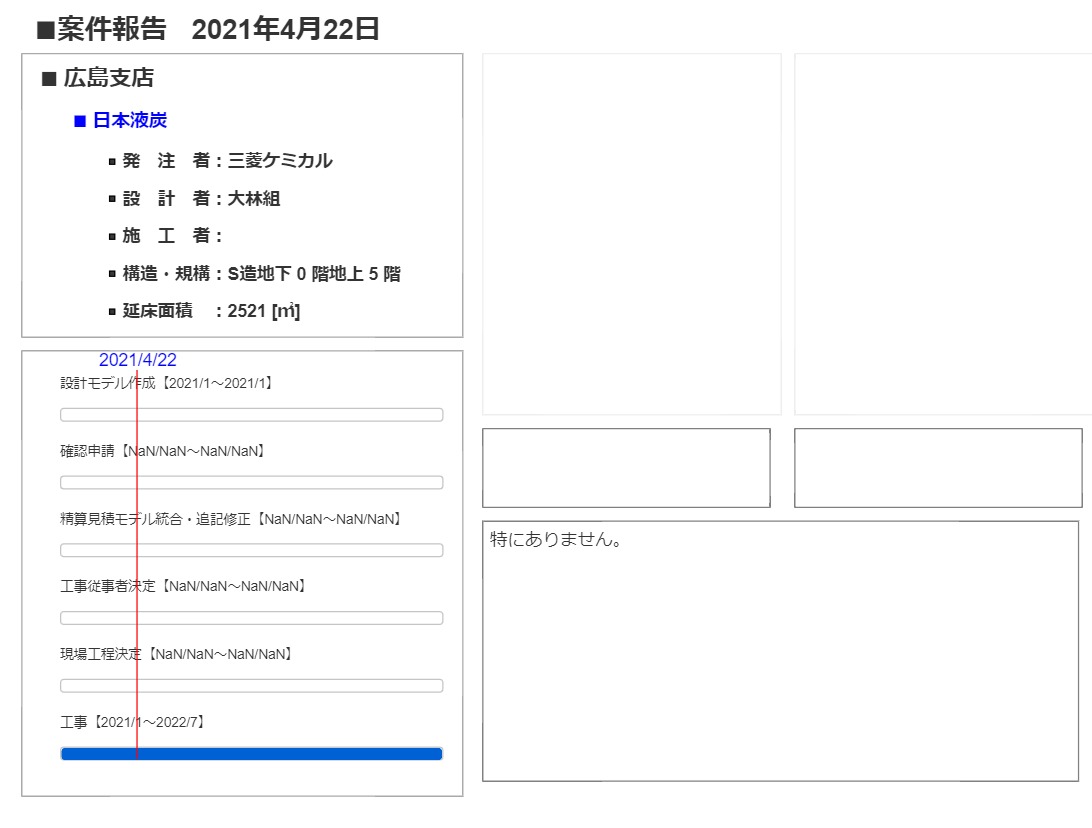 ■案件報告 2021年4月22日
■ 広島支店
■ 日本液炭
▪ 発　注　者：三菱ケミカル
▪ 設　計　者：大林組
▪ 施　工　者：
▪ 構造・規構：S造地下 0 階地上 5 階
▪ 延床面積　：2521 [㎡]
2021/4/22
設計モデル作成【2021/1～2021/1】
確認申請【NaN/NaN～NaN/NaN】
精算見積モデル統合・追記修正【NaN/NaN～NaN/NaN】
工事従事者決定【NaN/NaN～NaN/NaN】
現場工程決定【NaN/NaN～NaN/NaN】
工事【2021/1～2022/7】
特にありません。